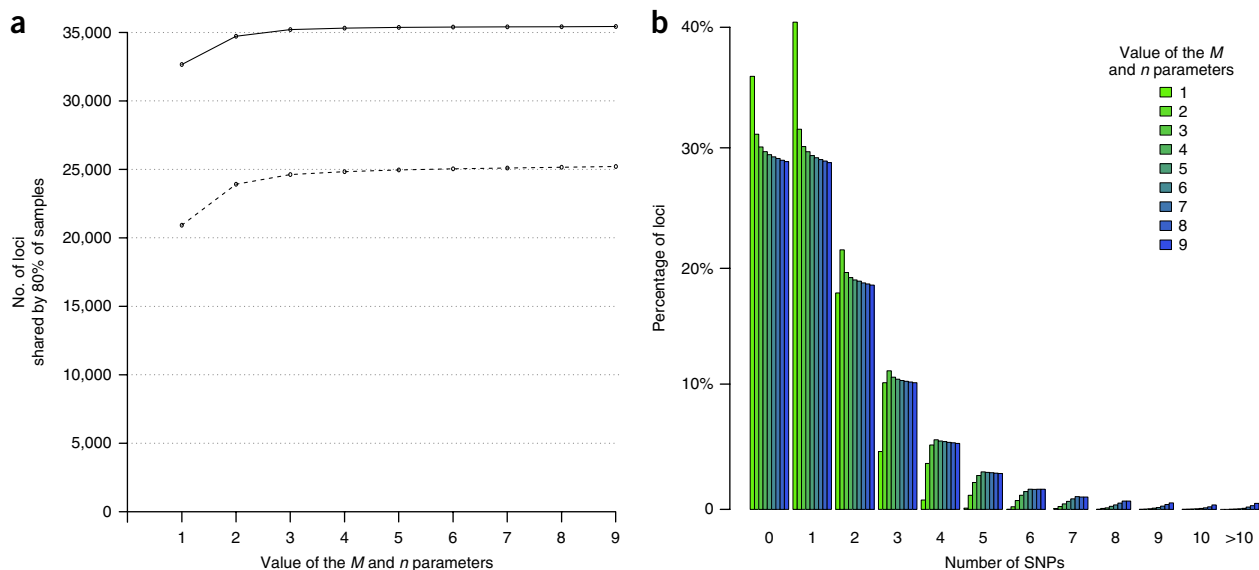 a
35,000
30,000
25,000
20,000
15,000
10,000
5,000
0
No. of loci
shared by 80% of samples
1 2 3 4 5 6 7 8 9
Value of the M and n parameters
b
40%
30%
20%
10%
0
Percentage of loci
Value of the M
and n parameters
1
2
3
4
5
6
7
8
9
0 1 2 3 4 5 6 7 8 9 10 >10
Number of SNPs